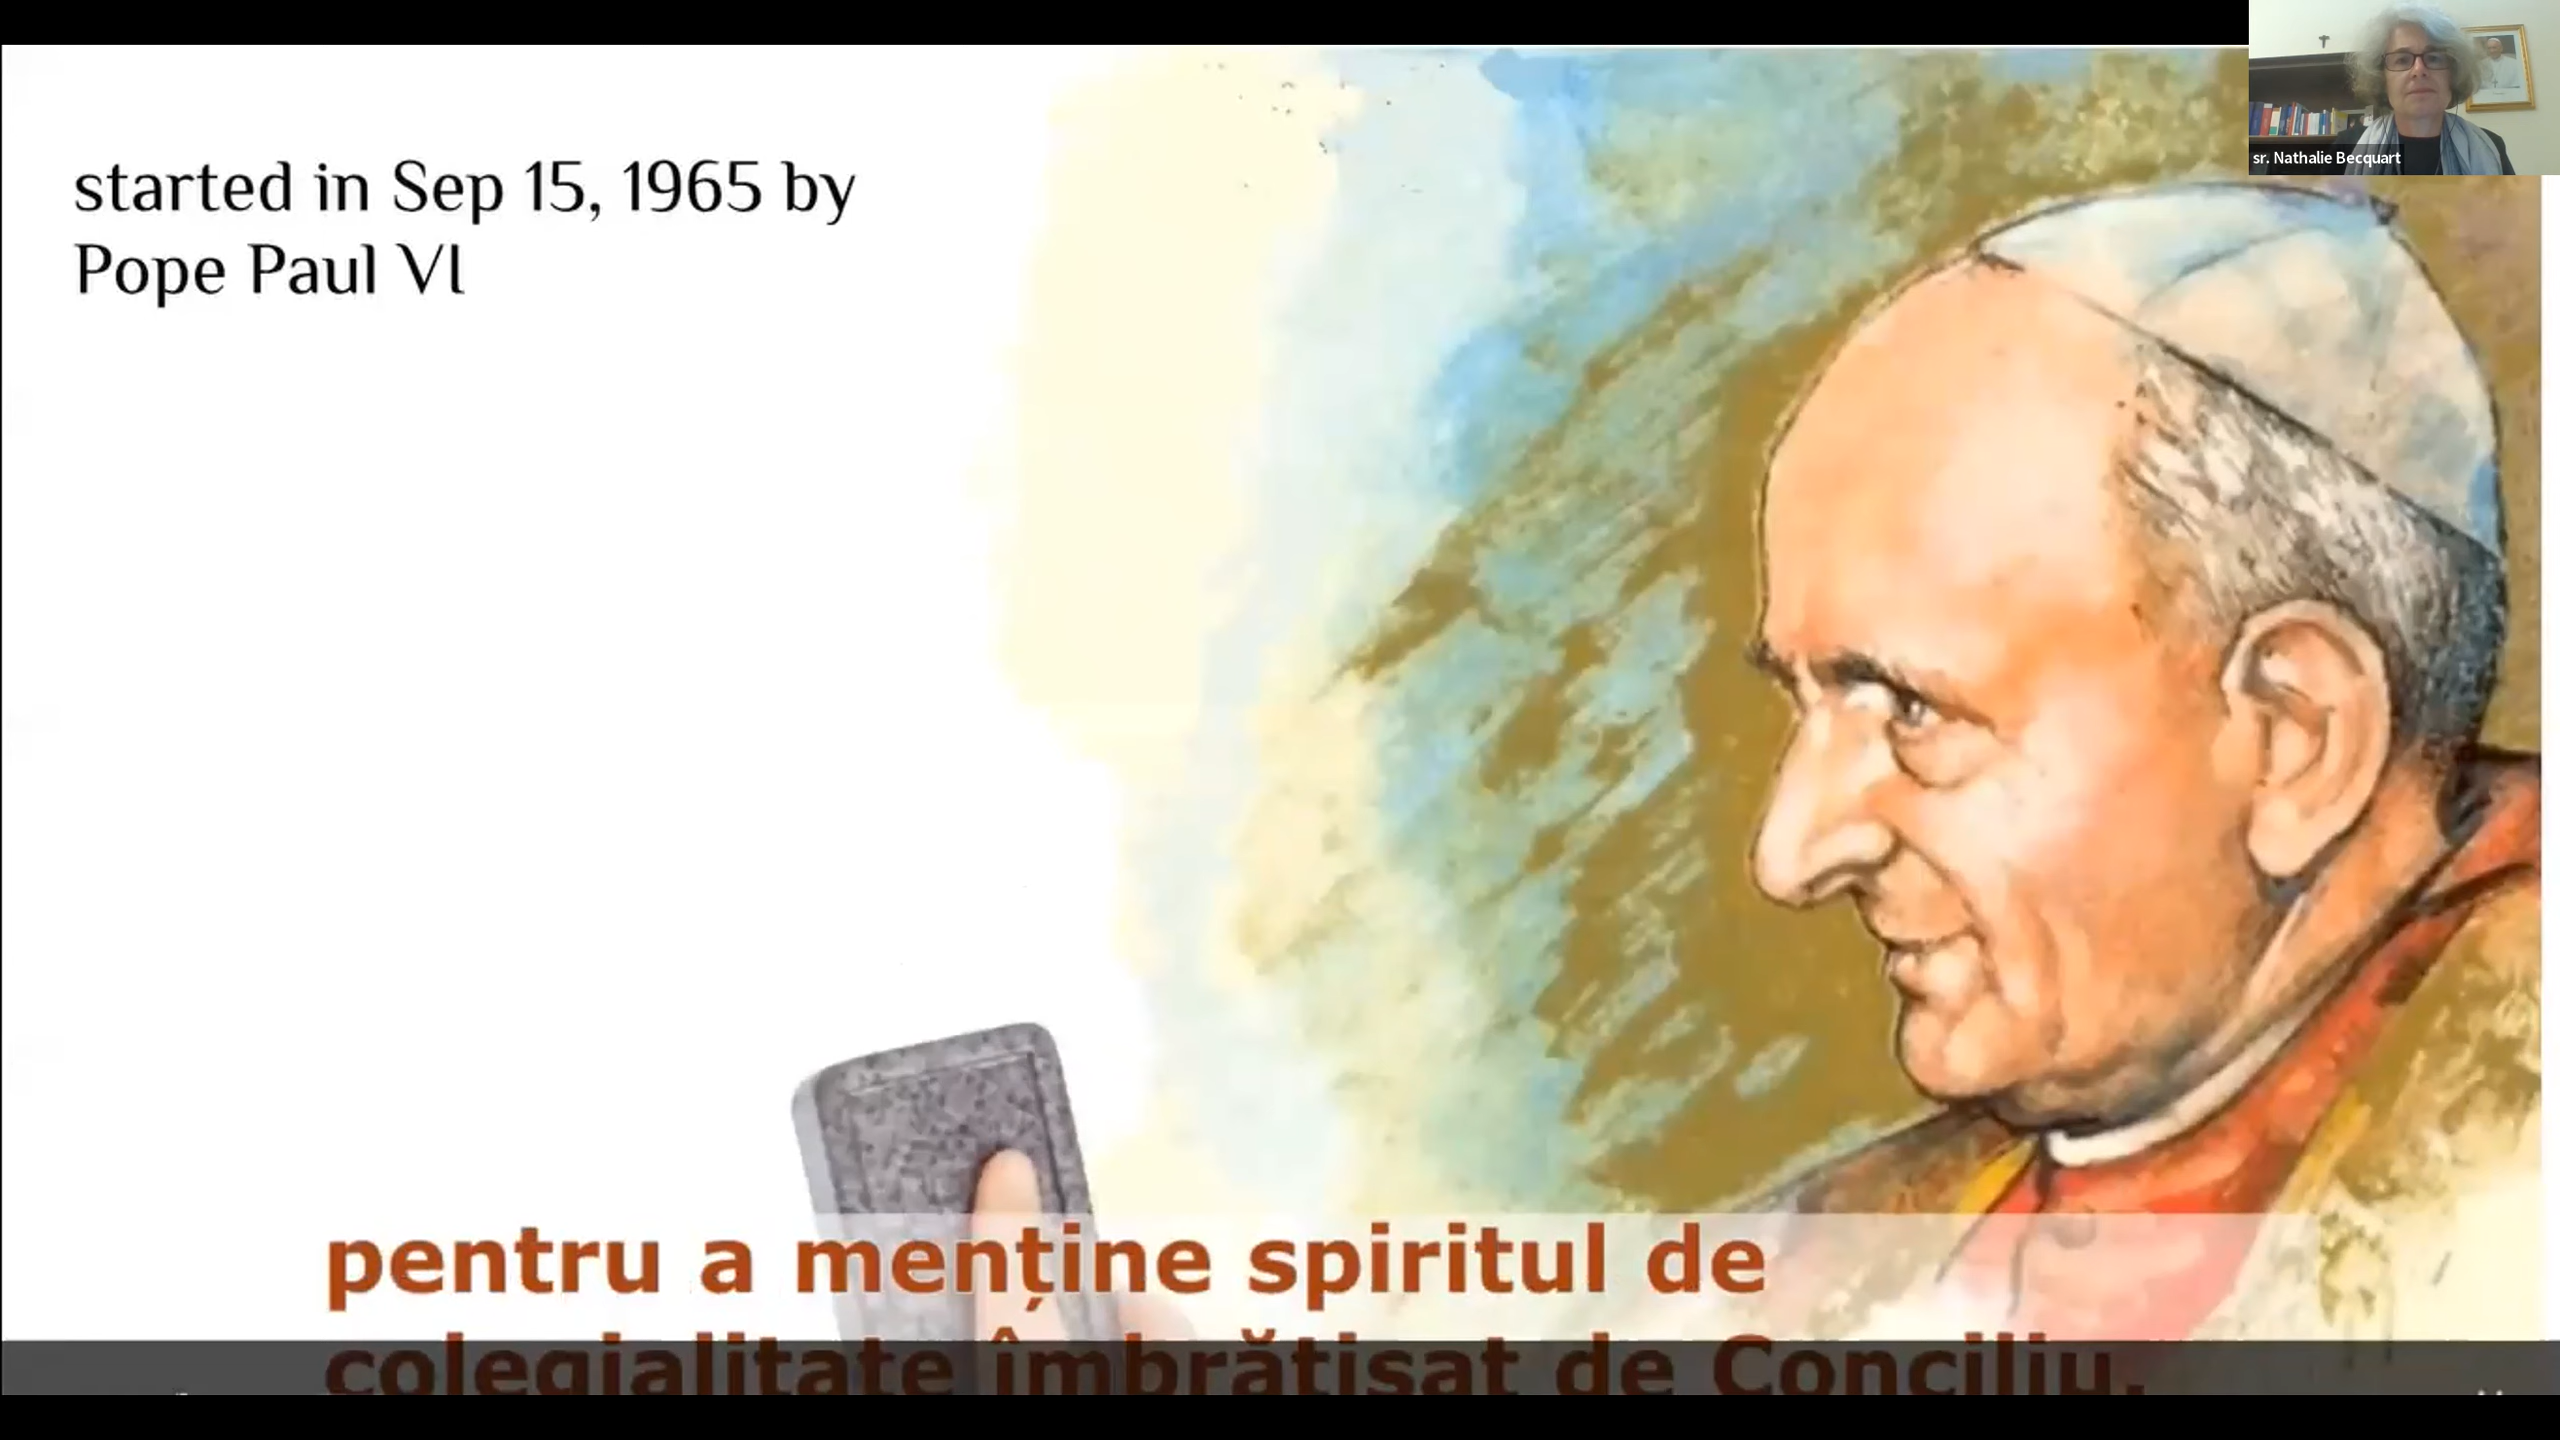 started in Sep 15, 1965 by
Pope Paul VI
sr. Nathalie Becquart
pentru a menține spiritul de
colegialitate îmbrățișat de Conciliu.